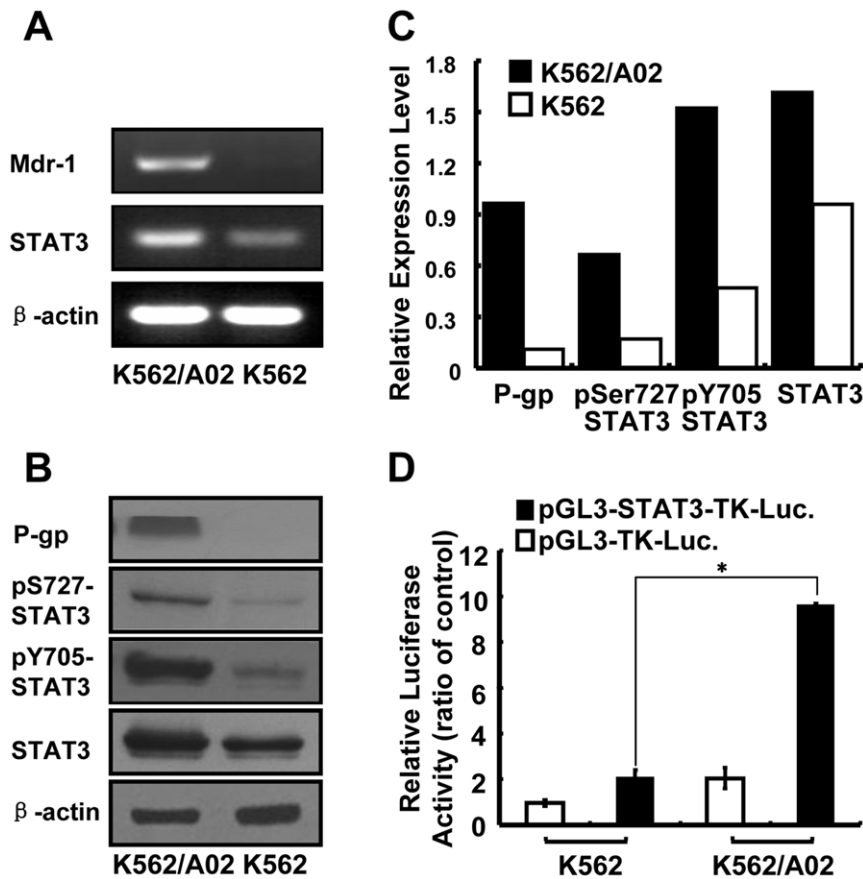 A
Mdr-1
STAT3
β-actin
K562/A02 K562
B
P-gp
pS727-
STAT3
pY705-
STAT3
STAT3
β-actin
K562/A02 K562
C
K562/A02
K562
Relative Expression Level
1.8
1.5
1.2
0.9
0.6
0.3
0
P-gp
pSer727
STAT3
pY705
STAT3
STAT3
D
pGL3-STAT3-TK-Luc.
pGL3-TK-Luc.
Relative Luciferase
Activity (ratio of control)
12
10
8
6
4
2
0
*
K562
K562/A02